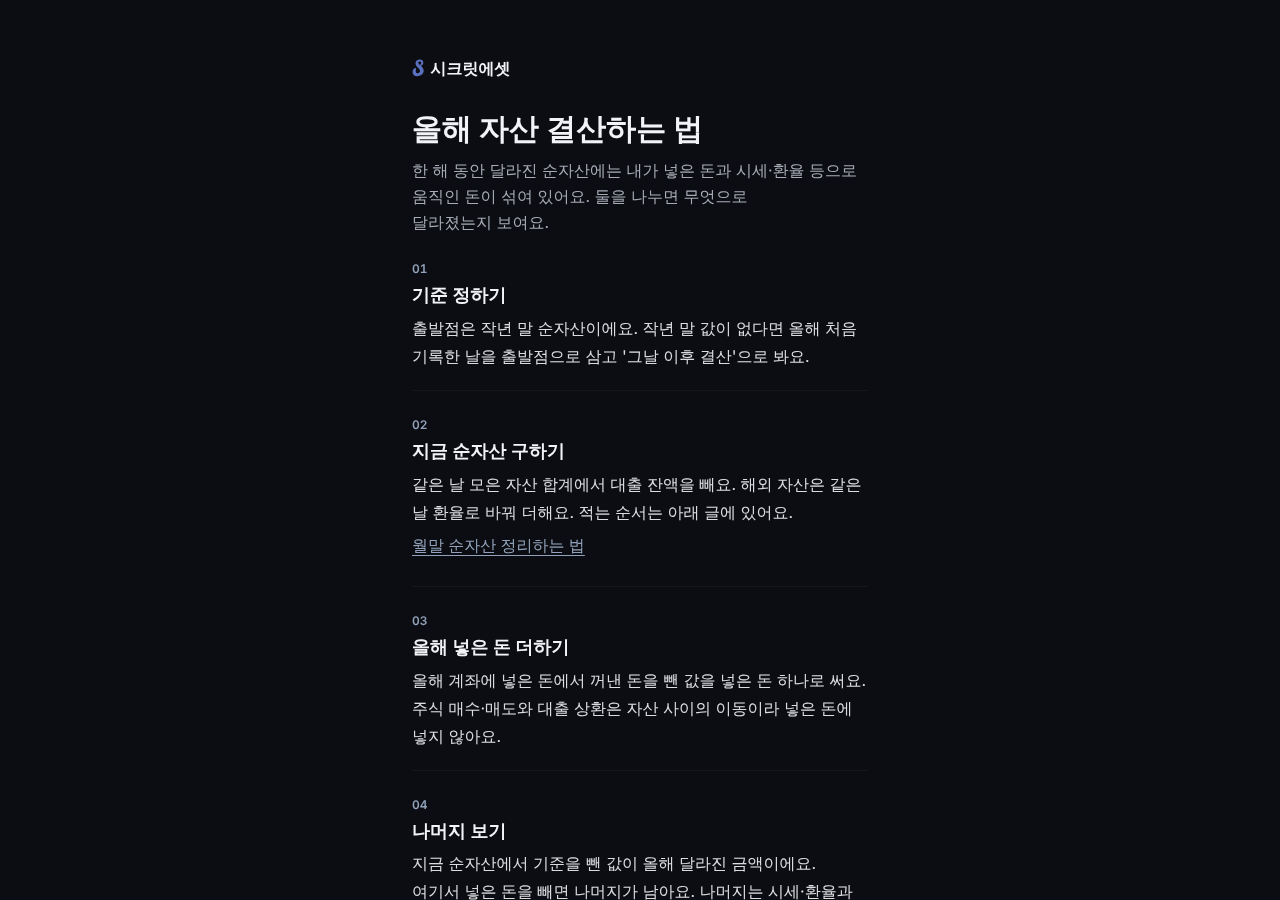 S 시크릿에셋
올해 자산 결산하는 법
한 해 동안 달라진 순자산에는 내가 넣은 돈과 시세·환율 등으로
움직인 돈이 섞여 있어요. 둘을 나누면 무엇으로
달라졌는지 보여요.
01
기준 정하기
출발점은 작년 말 순자산이에요. 작년 말 값이 없다면 올해 처음
기록한 날을 출발점으로 삼고 '그날 이후 결산'으로 봐요.
02
지금 순자산 구하기
같은 날 모은 자산 합계에서 대출 잔액을 빼요. 해외 자산은 같은
날 환율로 바꿔 더해요. 적는 순서는 아래 글에 있어요.
월말 순자산 정리하는 법
03
올해 넣은 돈 더하기
올해 계좌에 넣은 돈에서 꺼낸 돈을 뺀 값을 넣은 돈 하나로 써요.
주식 매수·매도와 대출 상환은 자산 사이의 이동이라 넣은 돈에
넣지 않아요.
04
나머지 보기
지금 순자산에서 기준을 뺀 값이 올해 달라진 금액이에요.
여기서 넣은 돈을 빼면 나머지가 남아요. 나머지는 시세·환율과